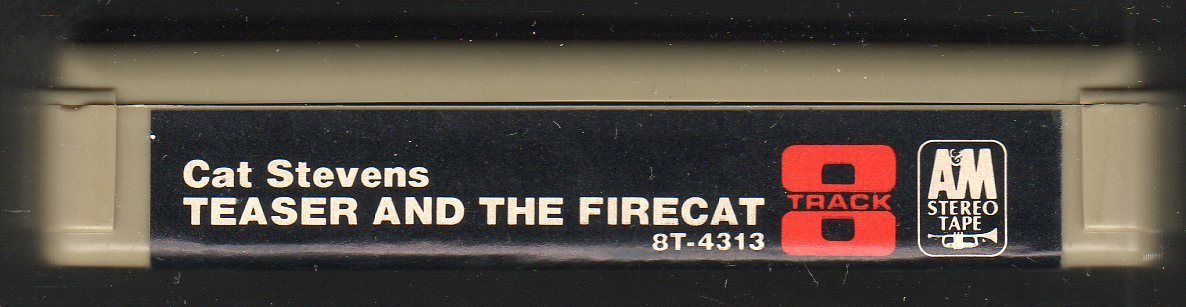 Cat Stevens
TEASER AND THE FIRECAT
8T-4313
8
TRACK
A&M
STEREO
TAPE